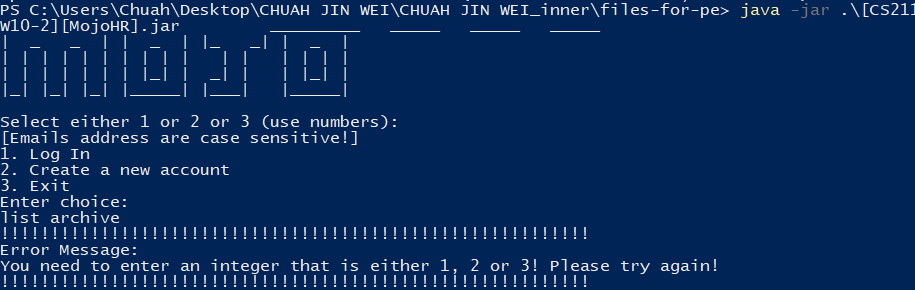 PS C:\Users\Chuah\Desktop\CHUAH JIN WEI\CHUAH JIN WEI_inner\files-for-pe> java -jar .\[CS211
W10-2][MojoHR].jar
mojo
Select either 1 or 2 or 3 (use numbers):
[Emails address are case sensitive!]
1. Log In
2. Create a new account
3. Exit
Enter choice:
list archive
!!!!!!!!!!!!!!!!!!!!!!!!!!!!!!!!!!!!!!!!!!!!!!!!!!!!!!!!!!!
Error Message:
You need to enter an integer that is either 1, 2 or 3! Please try again!
!!!!!!!!!!!!!!!!!!!!!!!!!!!!!!!!!!!!!!!!!!!!!!!!!!!!!!!!!!!